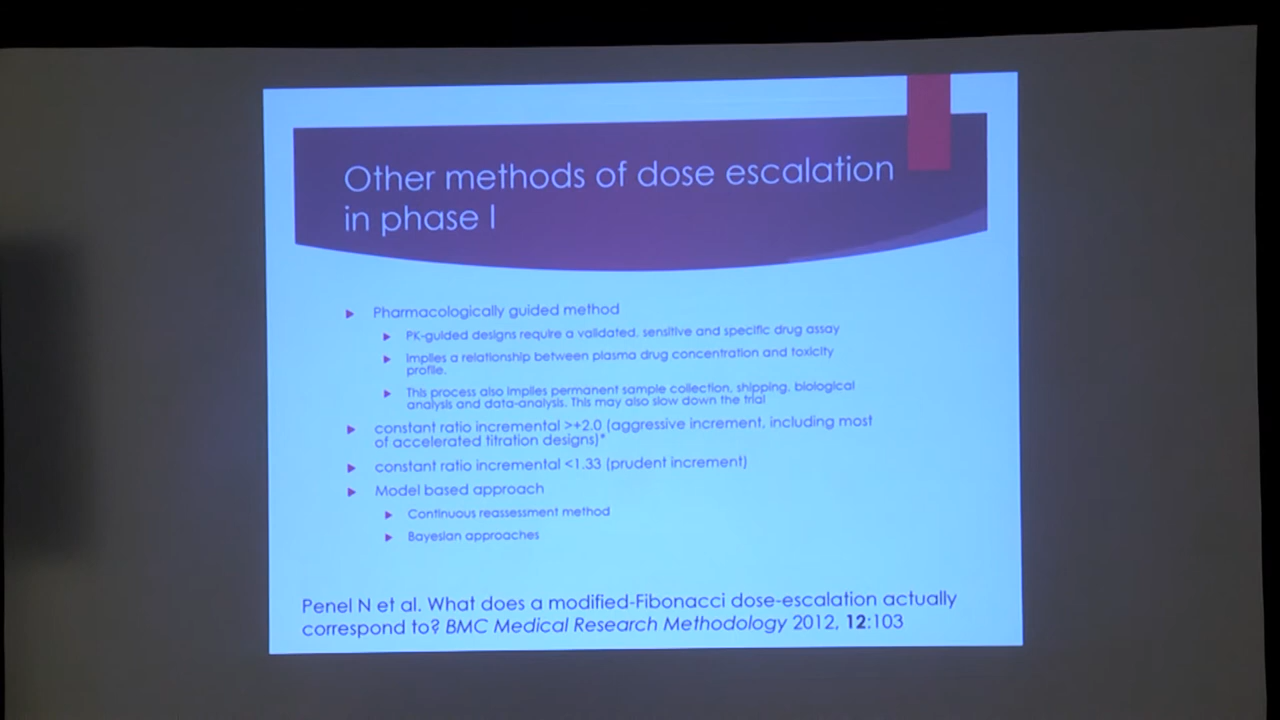 Other methods of dose escalation
in phase I
Pharmacologically guided method
PK-guided designs require a validated, sensitive and specific drug assay
Implies a relationship between plasma drug concentration and toxicity
profile.
This process also implies permanent sample collection, shipping, biological
analysis and data-analysis. This may also slow down the trial
constant ratio incremental >+2.0 (aggressive increment, including most
of accelerated titration designs)*
constant ratio incremental <1.33 (prudent increment)
Model based approach
Continuous reassessment method
Bayesian approaches
Penel N et al. What does a modified-Fibonacci dose-escalation actually
correspond to? BMC Medical Research Methodology 2012, 12:103